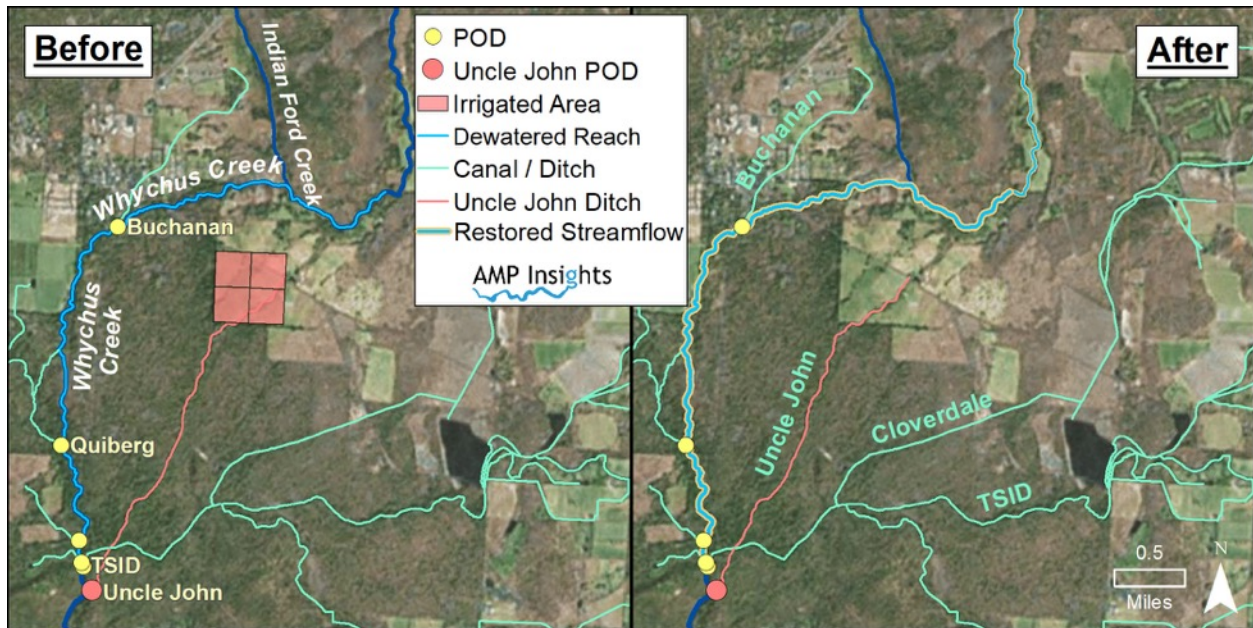 Before
Indian Ford Creek
Whychus Creek
Buchanan
Whychus
Creek
Quiberg
TSID
Uncle John
POD
Uncle John POD
Irrigated Area
Dewatered Reach
Canal / Ditch
Uncle John Ditch
Restored Streamflow
AMP Insights
After
Buchanan
Uncle John
Cloverdale
TSID
0.5
Miles
N